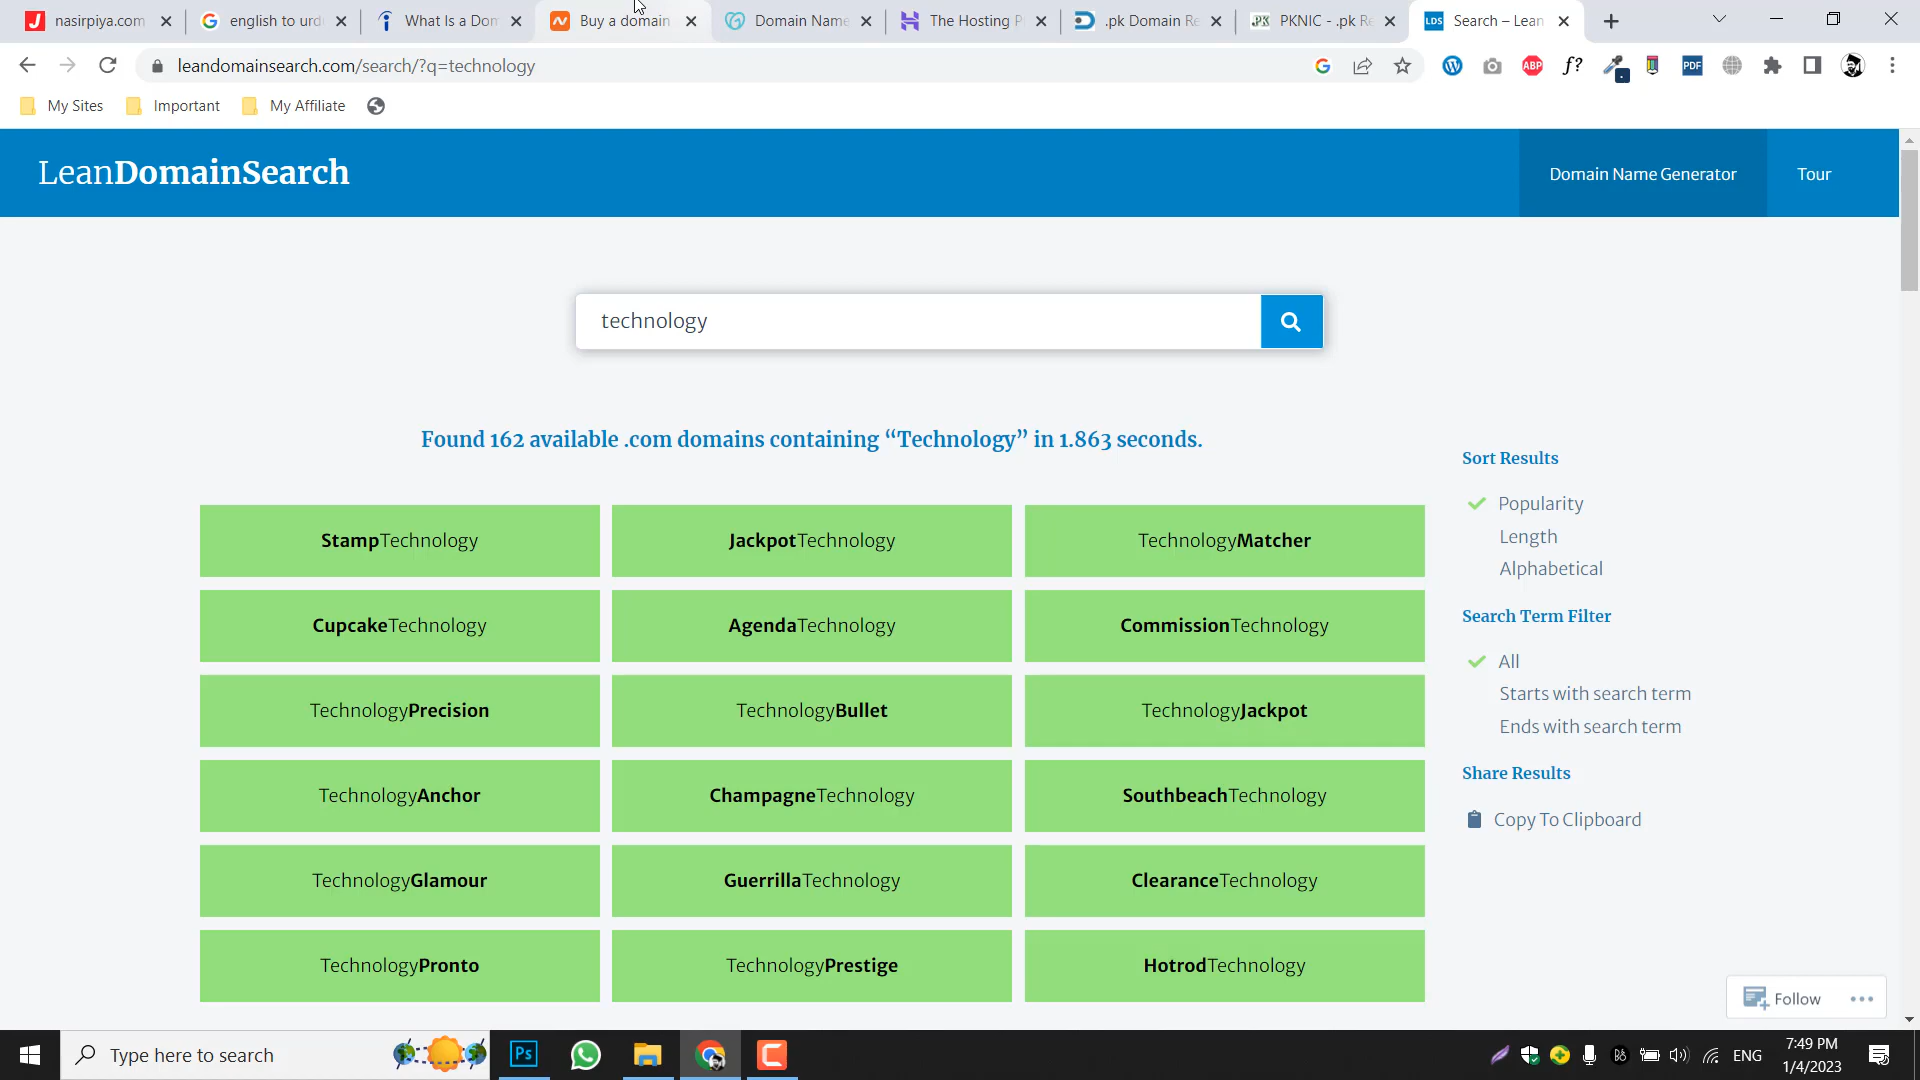 nasirpiya.com
english to urd
What Is a Dom
Buy a domain
Domain Name
The Hosting P
.pk Domain Re
PKNIC - .pk Re
LDS
Search – Lean
leandomainsearch.com/search/?q=technology
ABP
f?
PDF
My Sites
Important
My Affiliate
LeanDomainSearch
Domain Name Generator
Tour
technology
Found 162 available .com domains containing “Technology” in 1.863 seconds.
StampTechnology
JackpotTechnology
TechnologyMatcher
CupcakeTechnology
AgendaTechnology
CommissionTechnology
TechnologyPrecision
TechnologyBullet
TechnologyJackpot
TechnologyAnchor
ChampagneTechnology
SouthbeachTechnology
TechnologyGlamour
GuerrillaTechnology
ClearanceTechnology
TechnologyPronto
TechnologyPrestige
HotrodTechnology
Sort Results
Popularity
Length
Alphabetical
Search Term Filter
All
Starts with search term
Ends with search term
Share Results
Copy To Clipboard
Follow
Type here to search
Ps
ENG
7:49 PM
1/4/2023